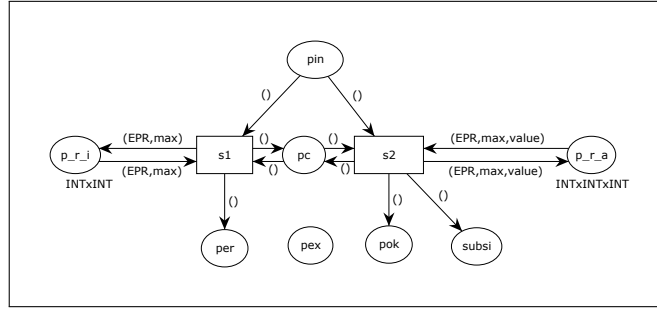 pin
()
()
(EPR,max)
()
()
(EPR,max,value)
p_r_i
s1
pc
s2
p_r_a
(EPR,max)
()
()
(EPR,max,value)
INTxINT
INTxINTxINT
()
()
()
per
pex
pok
subsi